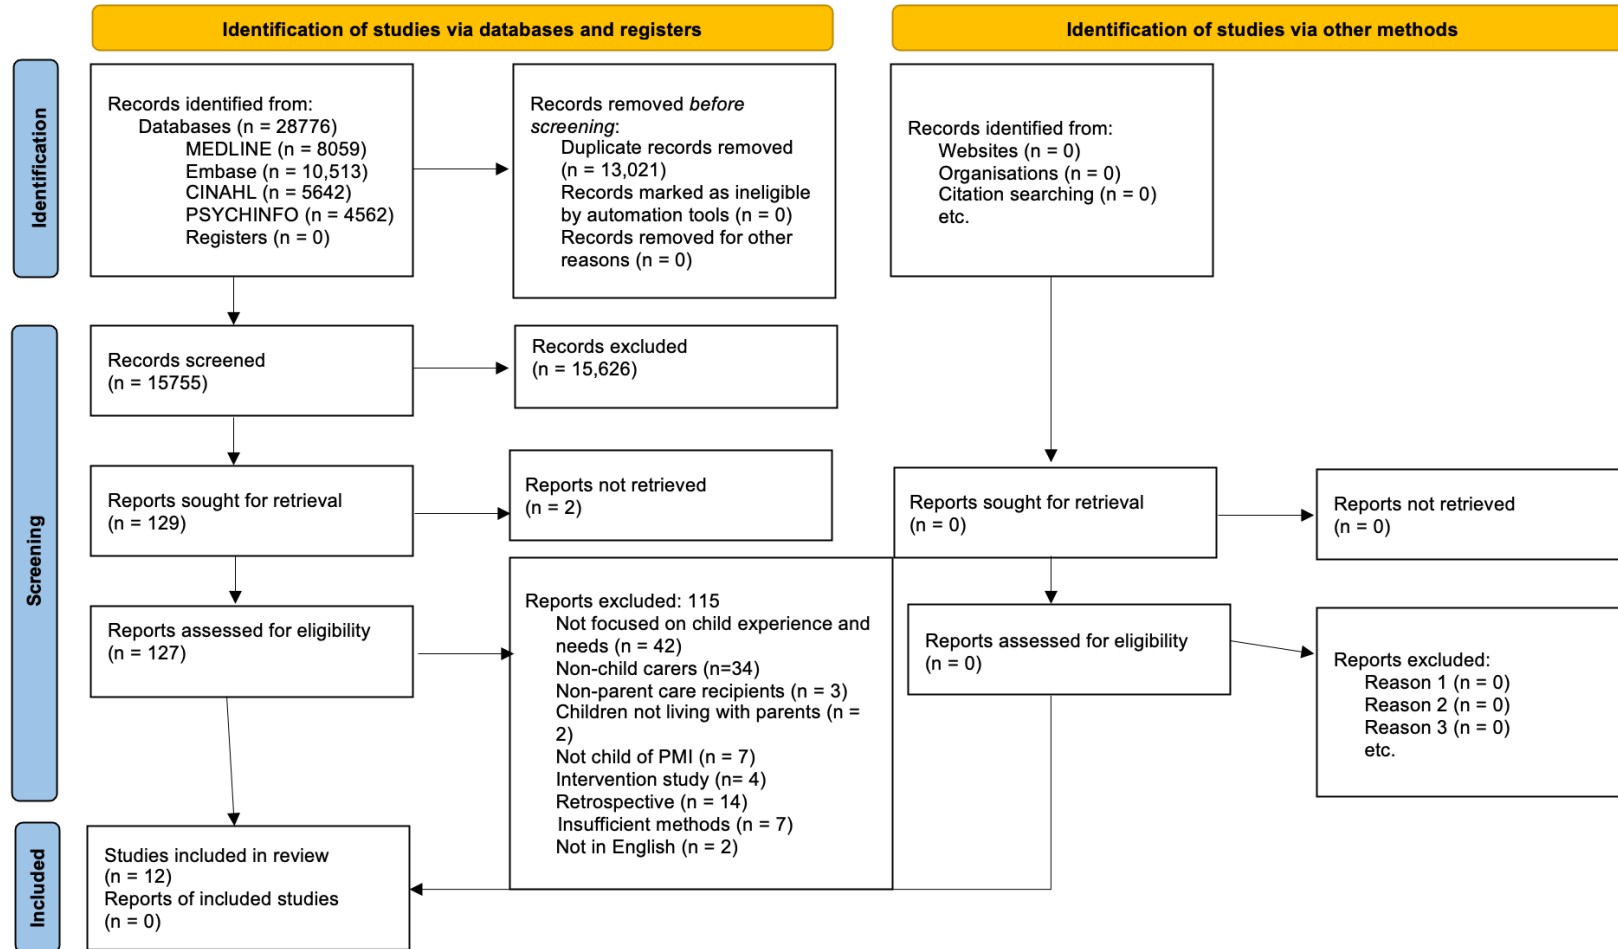 Identification of studies via databases and registers
Identification of studies via other methods
Identification
Records identified from:
Databases (n = 28776)
MEDLINE (n = 8059)
Embase (n = 10,513)
CINAHL (n = 5642)
PSYCHINFO (n = 4562)
Registers (n = 0)
Records removed before
screening:
Duplicate records removed
(n = 13,021)
Records marked as ineligible
by automation tools (n = 0)
Records removed for other
reasons (n = 0)
Records identified from:
Websites (n = 0)
Organisations (n = 0)
Citation searching (n = 0)
etc.
Screening
Records screened
(n = 15755)
Records excluded
(n = 15,626)
Reports sought for retrieval
(n = 129)
Reports not retrieved
(n = 2)
Reports sought for retrieval
(n = 0)
Reports not retrieved
(n = 0)
Reports assessed for eligibility
(n = 127)
Reports excluded: 115
Not focused on child experience and
needs (n = 42)
Non-child carers (n=34)
Non-parent care recipients (n = 3)
Children not living with parents (n =
2)
Not child of PMI (n = 7)
Intervention study (n= 4)
Retrospective (n = 14)
Insufficient methods (n = 7)
Not in English (n = 2)
Reports assessed for eligibility
(n = 0)
Reports excluded:
Reason 1 (n = 0)
Reason 2 (n = 0)
Reason 3 (n = 0)
etc.
Included
Studies included in review
(n = 12)
Reports of included studies
(n = 0)